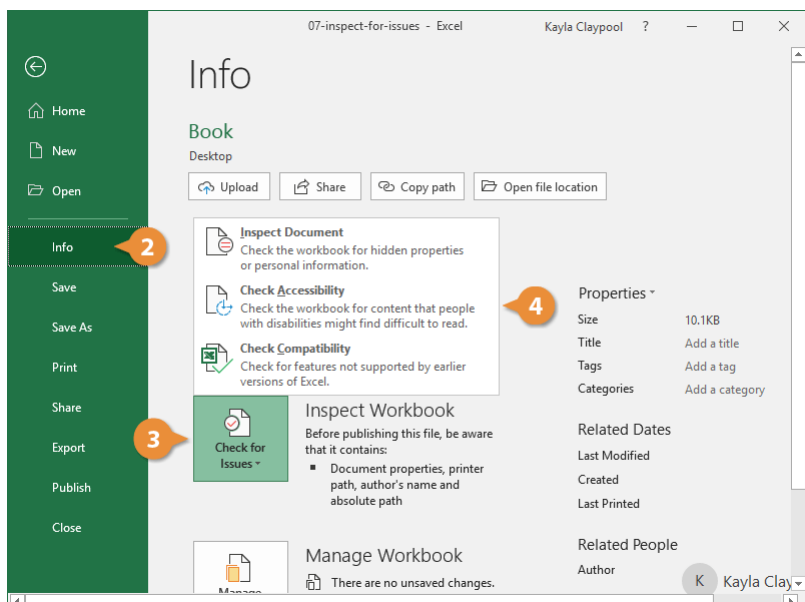 07-inspect-for-issues - Excel
Kayla Claypool
?
Home
New
Open
Info
Save
Save As
Print
Share
Export
Publish
Close
2
Info
Book
Desktop
Upload
Share
Copy path
Open file location
Inspect Document
Check the workbook for hidden properties
or personal information.
Check Accessibility
Check the workbook for content that people
with disabilities might find difficult to read.
Check Compatibility
Check for features not supported by earlier
versions of Excel.
4
3
Check for
Issues
Inspect Workbook
Before publishing this file, be aware
that it contains:
Document properties, printer
path, author's name and
absolute path
Manage
Manage Workbook
There are no unsaved changes.
Properties
Size 10.1KB
Title Add a title
Tags Add a tag
Categories Add a category
Related Dates
Last Modified
Created
Last Printed
Related People
Author
K Kayla Clay